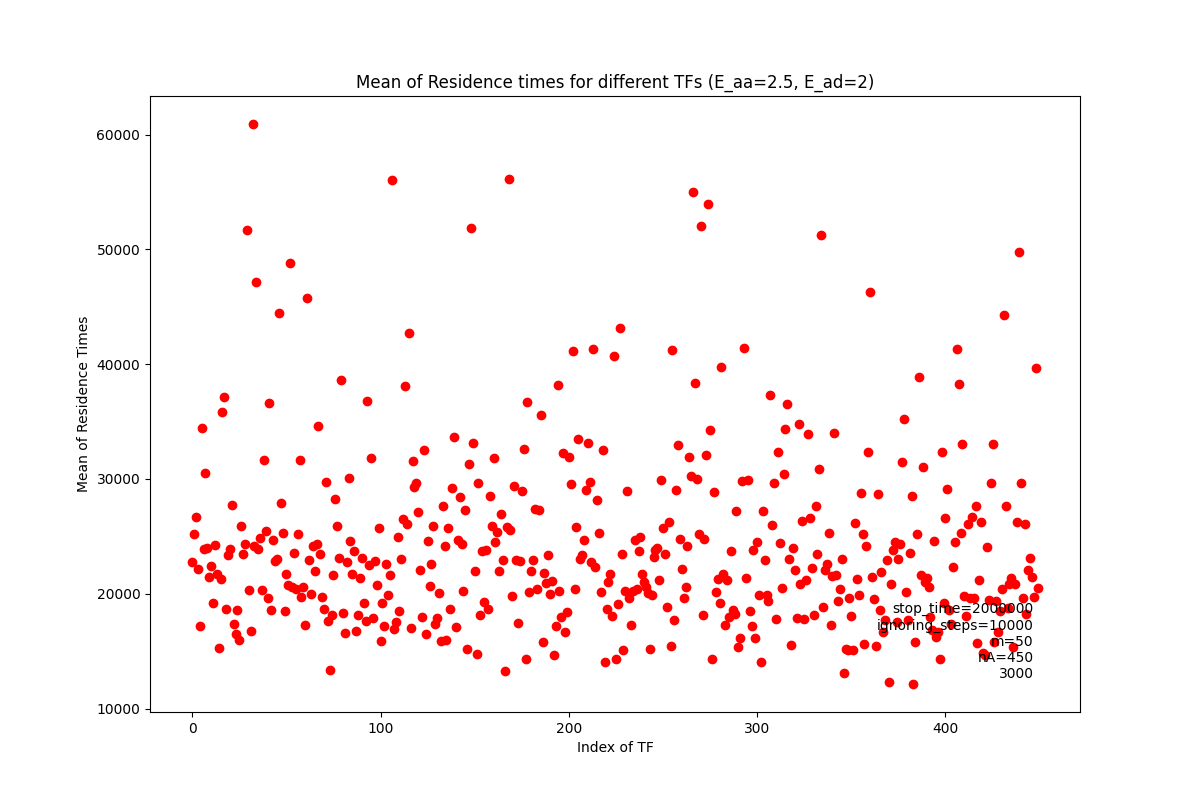 Mean of Residence times for different TFs (E_aa=2.5, E_ad=2)
60000
50000
40000
30000
20000
10000
Mean of Residence Times
stop_time=2000000
ignoring_steps=10000
m=50
nA=450
3000
0 100 200 300 400
Index of TF